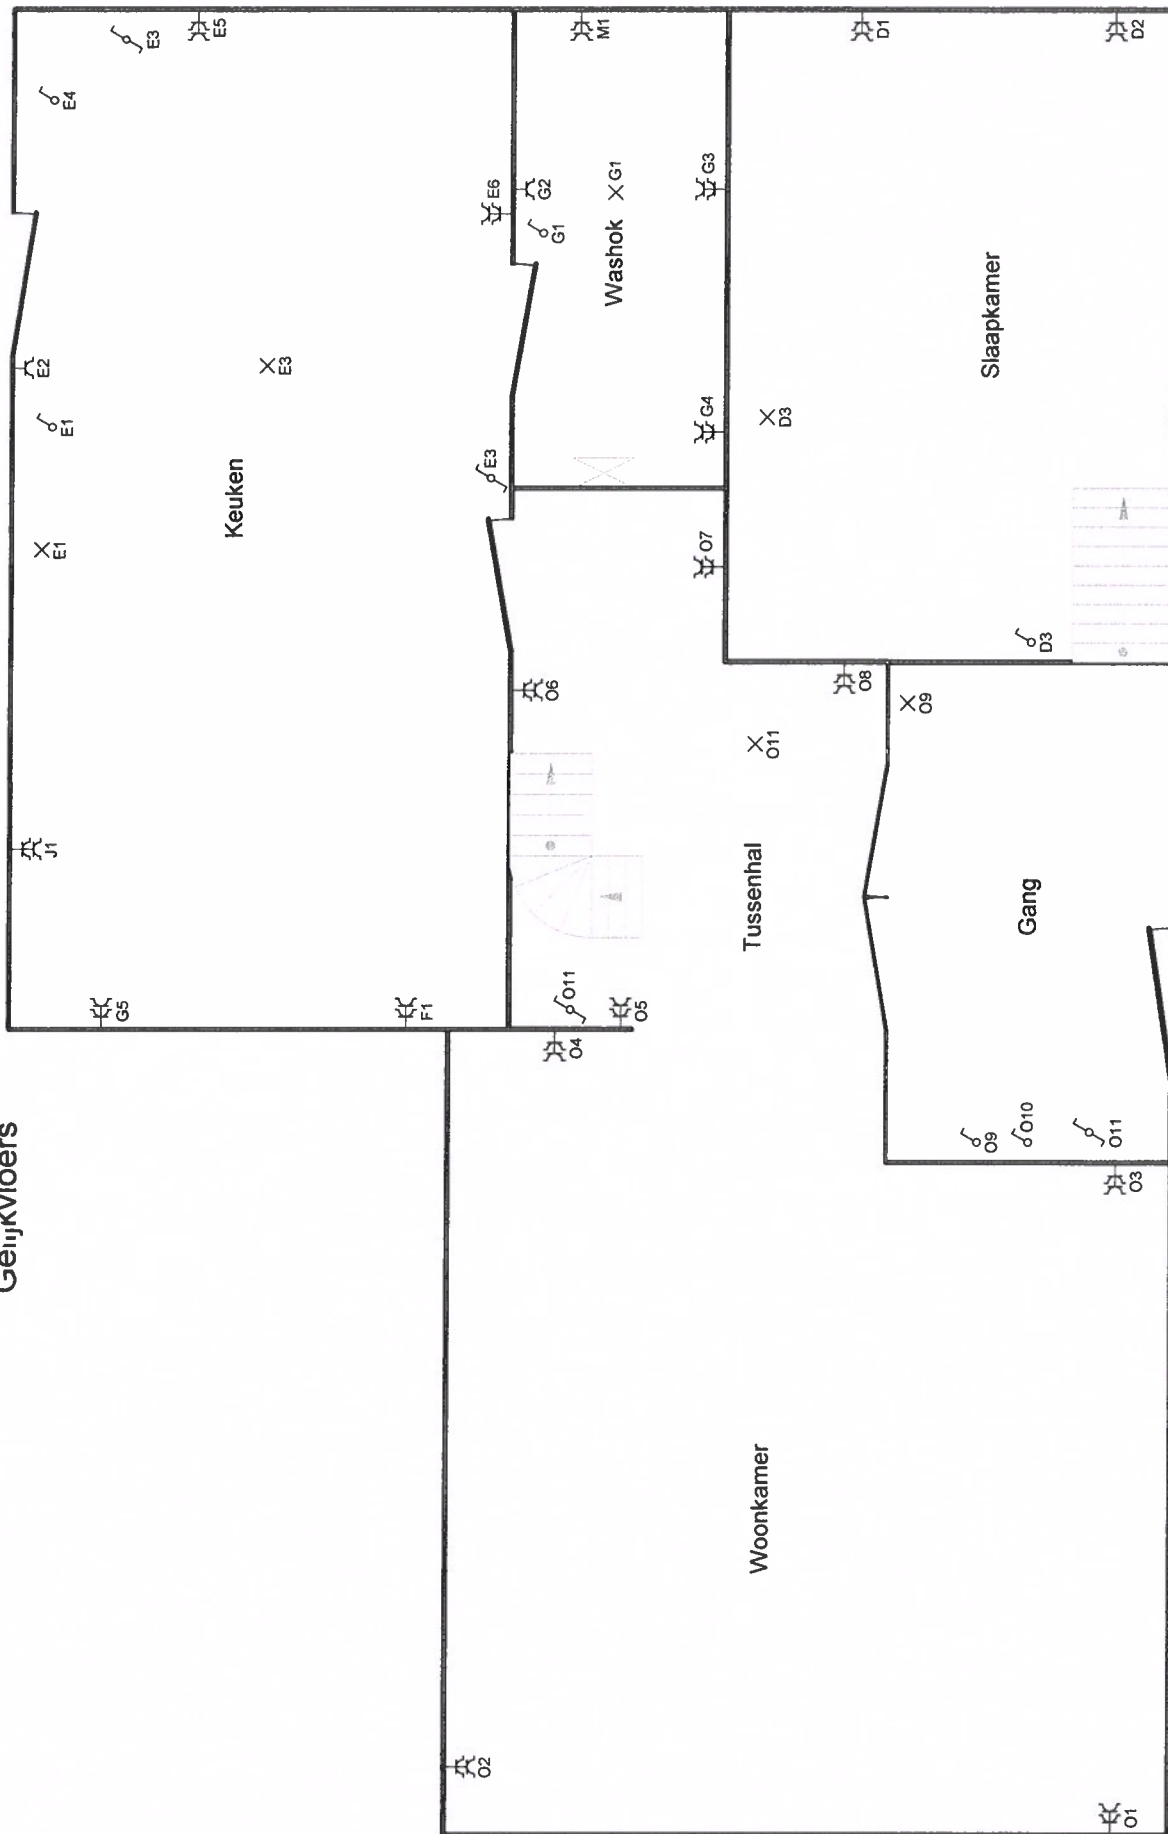 Gelijkvloers
J1
E1
E1
E2
E4
G5
E3
E5
Keuken
E3
F1
O2
E3
E6
O6
G1
G2
O11
O4
M1
Washok
G1
O5
O7
G4
G3
Woonkamer
Tussenhal
O11
D3
O8
D1
O9
O9
Slaapkamer
O10
Gang
D3
O11
O1
O3
D2